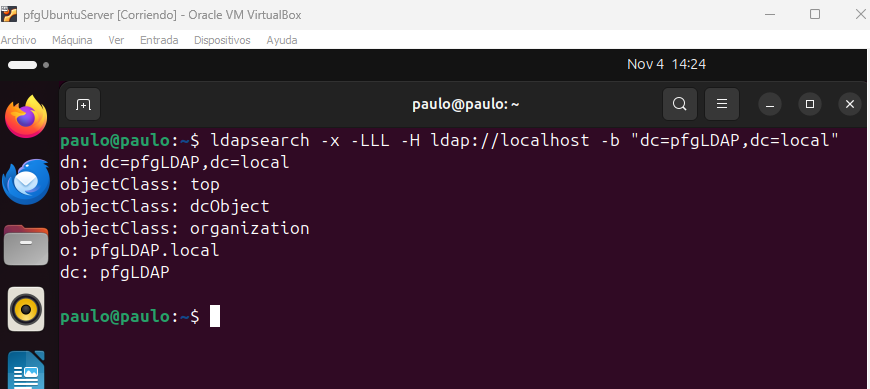 pfgUbuntuServer [Corriendo] - Oracle VM VirtualBox
Archivo Máquina Ver Entrada Dispositivos Ayuda
Nov 4 14:24
paulo@paulo: ~
paulo@paulo:~$ ldapsearch -x -LLL -H ldap://localhost -b "dc=pfgLDAP,dc=local"
dn: dc=pfgLDAP,dc=local
objectClass: top
objectClass: dcObject
objectClass: organization
o: pfgLDAP.local
dc: pfgLDAP
paulo@paulo:~$